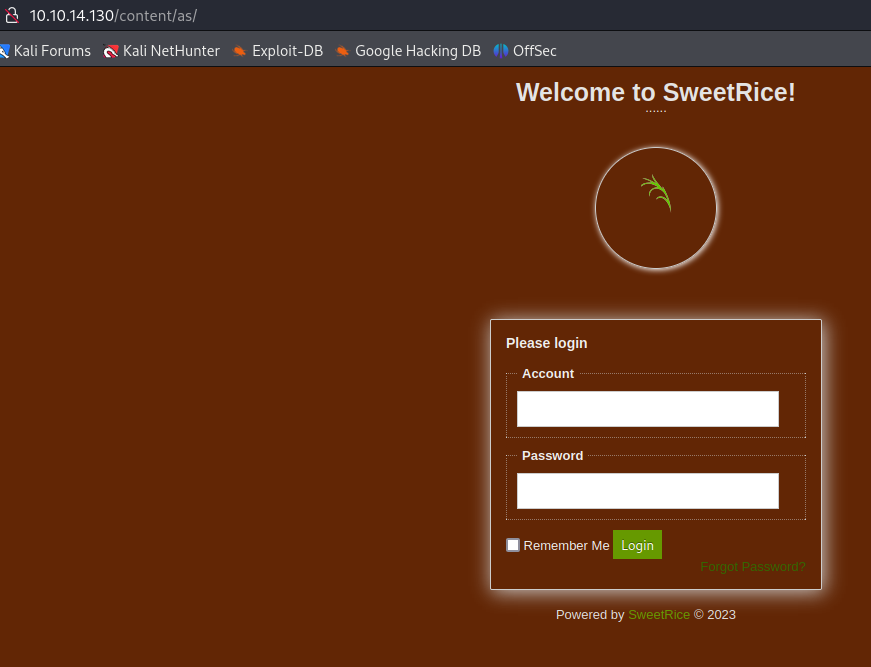 10.10.14.130/content/as/
Kali Forums Kali NetHunter Exploit-DB Google Hacking DB OffSec
Welcome to SweetRice!
......
Please login
Account
Password
Remember Me Login
Forgot Password?
Powered by SweetRice © 2023